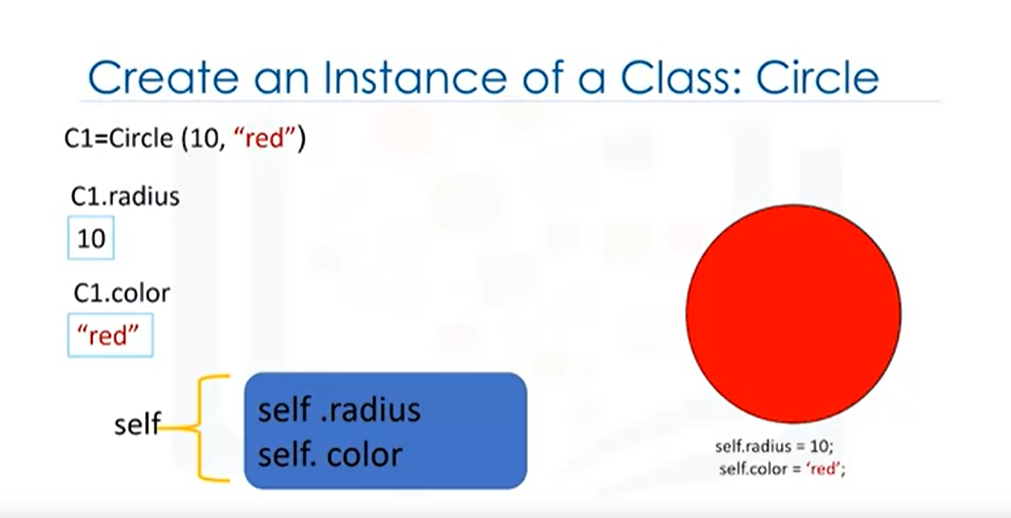 Create an Instance of a Class: Circle
C1=Circle (10, “red”)
C1.radius
10
C1.color
“red”
self
self .radius
self. color
self.radius = 10;
self.color = ‘red’;